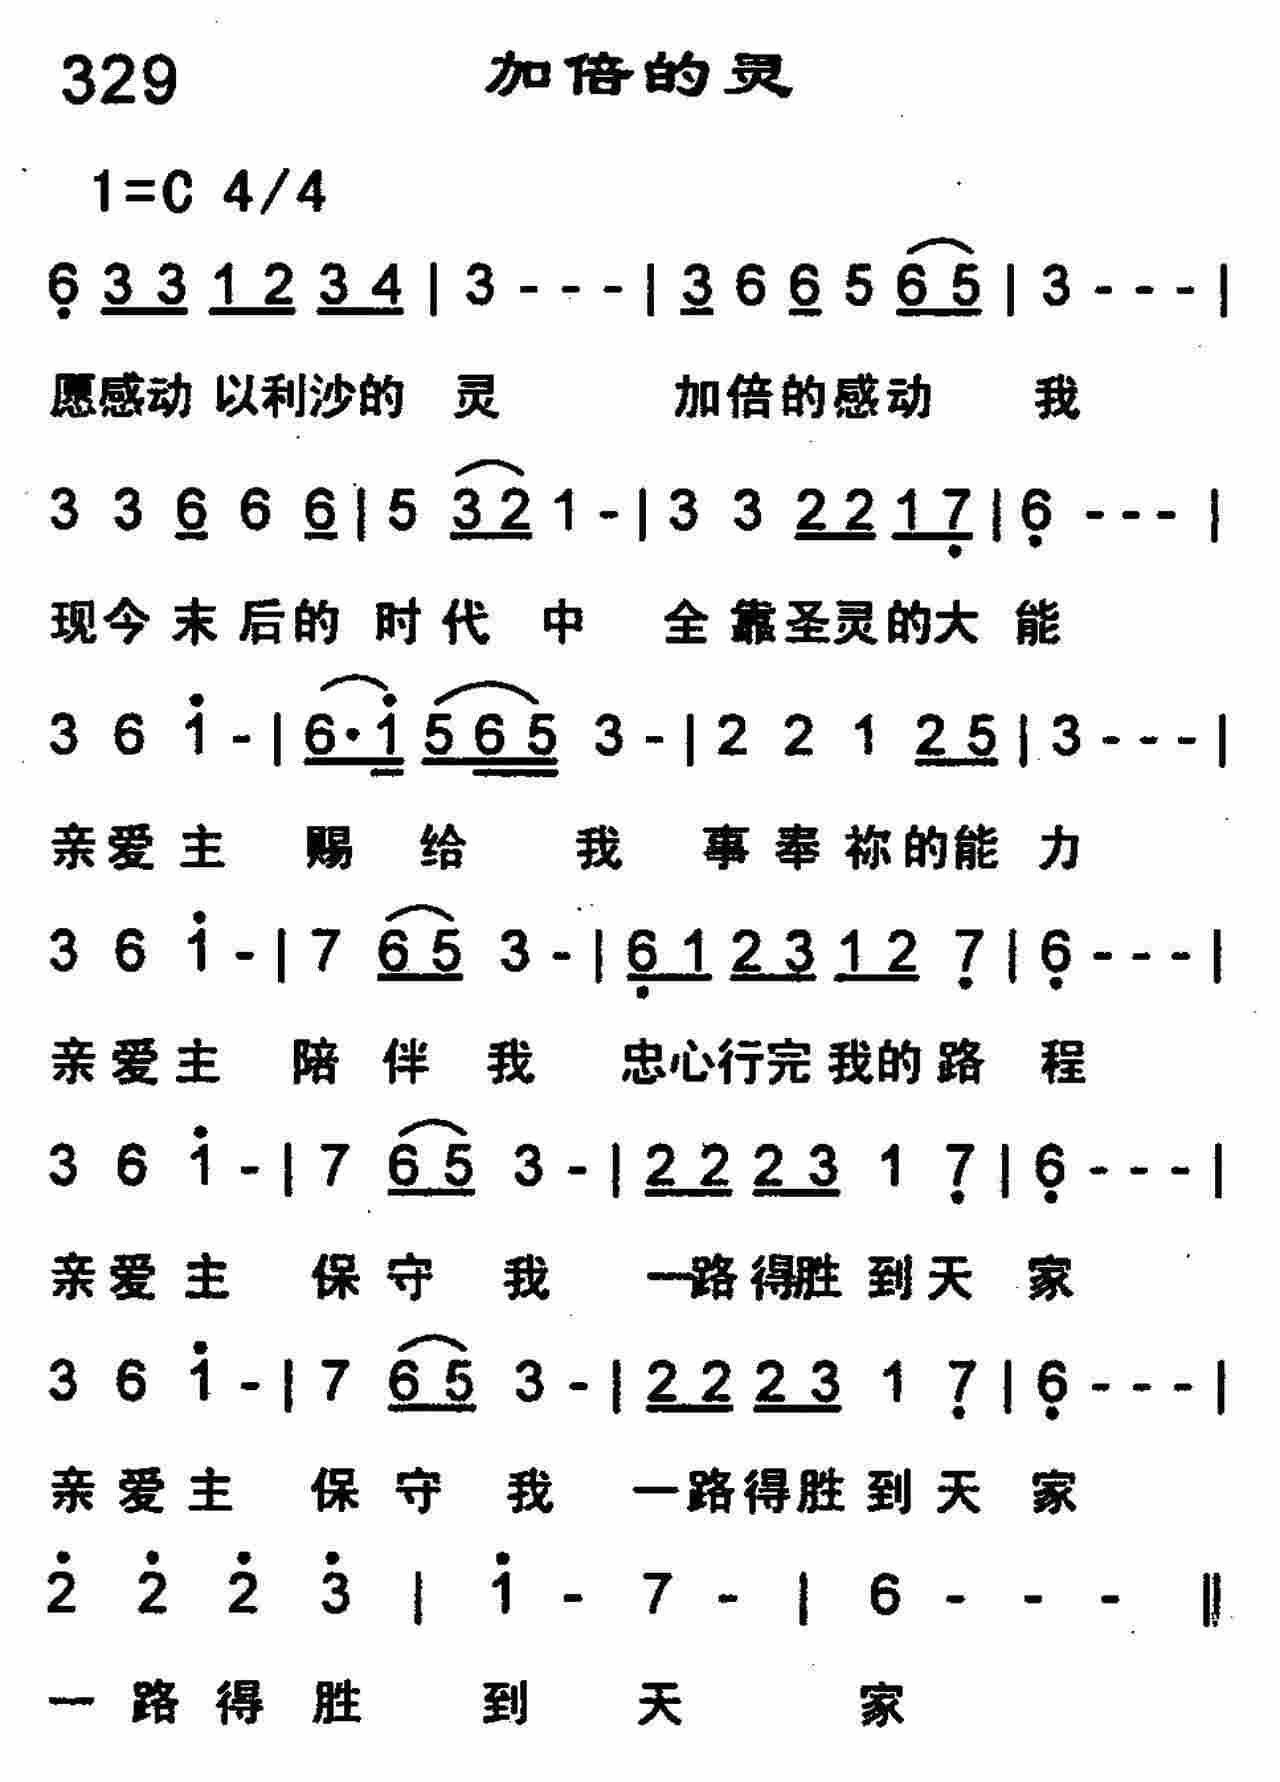 329 加倍的灵
1=C 4/4
6̣ 3 3 1 2 3 4 | 3 - - - | 3 6 6 5 6 5 | 3 - - - |
愿感动 以利沙的 灵 加倍的感动 我
3 3 6 6 6 | 5 3 2 1 - | 3 3 2 2 1 7̣ | 6̣ - - - |
现今 末 后的 时代 中 全 靠圣灵的大 能
3 6 1̇ - | 6· 1̇ 5 6 5 3 - | 2 2 1 2 5 | 3 - - - |
亲爱 主 赐 给 我 事 奉 祢的能 力
3 6 1̇ - | 7 6 5 3 - | 6̣ 1 2 3 1 2 7̣ | 6̣ - - - |
亲爱主 陪 伴 我 忠心行完 我的 路 程
3 6 1̇ - | 7 6 5 3 - | 2 2 2 3 1 7̣ | 6̣ - - - |
亲爱 主 保 守 我 一路得胜 到天 家
3 6 1̇ - | 7 6 5 3 - | 2 2 2 3 1 7̣ | 6̣ - - - |
亲爱主 保 守 我 一路得胜 到 天 家
2̇ 2̇ 2̇ 3̇ | 1̇ - 7 - | 6 - - - ‖
一 路 得 胜 到 天 家